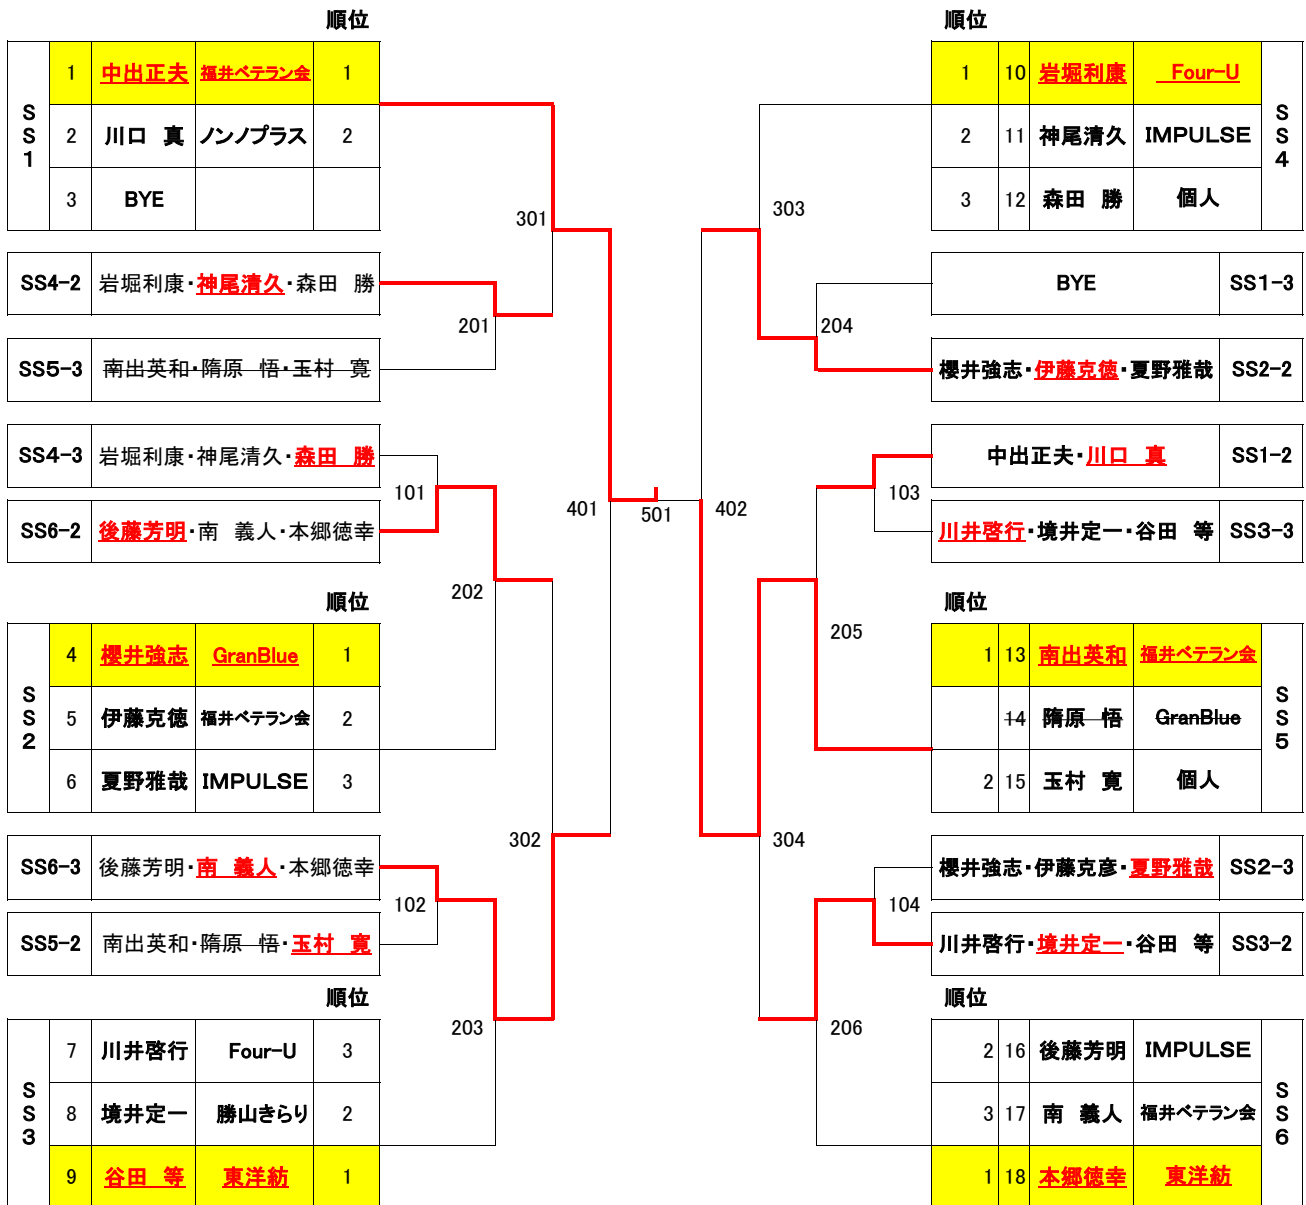 順位
SS1
1 中出正夫 福井ベテラン会 1
2 川口 真 ノンノプラス 2
3 BYE
301
SS4-2 岩堀利康・神尾清久・森田 勝
201
SS5-3 南出英和・隋原 悟・玉村 寛
SS4-3 岩堀利康・神尾清久・森田 勝
101
SS6-2 後藤芳明・南 義人・本郷徳幸
401
202
順位
SS2
4 櫻井強志 GranBlue 1
5 伊藤克徳 福井ベテラン会 2
6 夏野雅哉 IMPULSE 3
302
SS6-3 後藤芳明・南 義人・本郷徳幸
102
SS5-2 南出英和・隋原 悟・玉村 寛
順位
203
SS3
7 川井啓行 Four-U 3
8 境井定一 勝山きらり 2
9 谷田 等 東洋紡 1
501
順位
1 10 岩堀利康 Four-U
2 11 神尾清久 IMPULSE
3 12 森田 勝 個人
SS4
303
BYE SS1-3
204
櫻井強志・伊藤克徳・夏野雅哉 SS2-2
中出正夫・川口 真 SS1-2
103
川井啓行・境井定一・谷田 等 SS3-3
402
205
順位
1 13 南出英和 福井ベテラン会
14 隋原 悟 GranBlue
2 15 玉村 寛 個人
SS5
304
櫻井強志・伊藤克彦・夏野雅哉 SS2-3
104
川井啓行・境井定一・谷田 等 SS3-2
順位
206
2 16 後藤芳明 IMPULSE
3 17 南 義人 福井ベテラン会
1 18 本郷徳幸 東洋紡
SS6